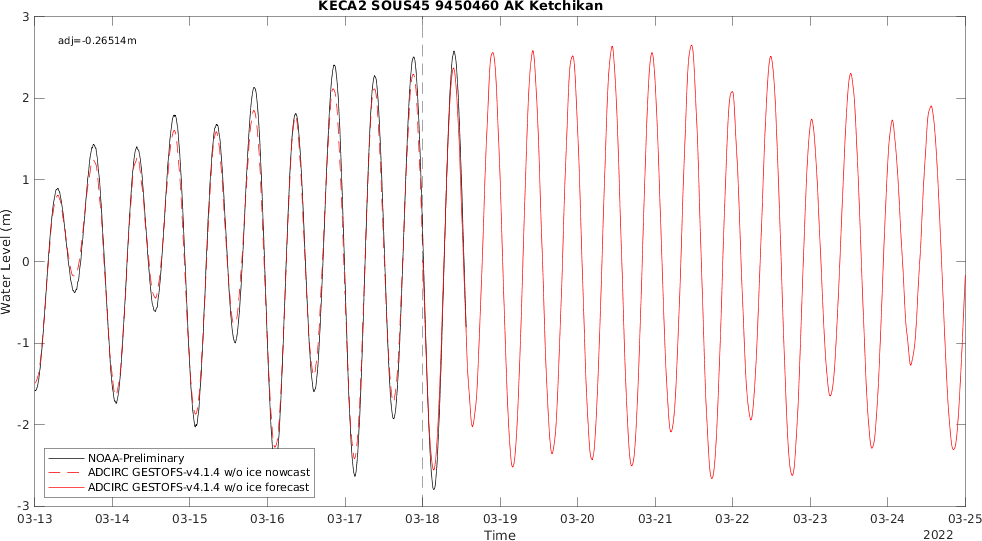 KECA2 SOUS45 9450460 AK Ketchikan
adj=-0.26514m
3
2
1
0
-1
-2
-3
Water Level (m)
NOAA-Preliminary
ADCIRC GESTOFS-v4.1.4 w/o ice nowcast
ADCIRC GESTOFS-v4.1.4 w/o ice forecast
03-13 03-14 03-15 03-16 03-17 03-18 03-19 03-20 03-21 03-22 03-23 03-24 03-25
Time
2022